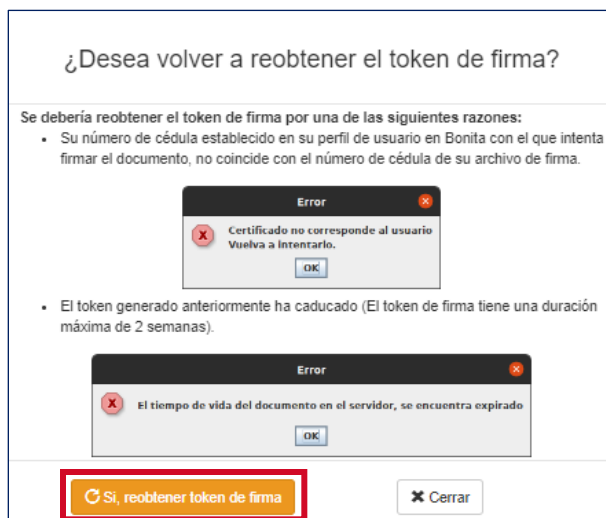 ¿Desea volver a reobtener el token de firma?
Se debería reobtener el token de firma por una de las siguientes razones:
• Su número de cédula establecido en su perfil de usuario en Bonita con el que intenta
firmar el documento, no coincide con el número de cédula de su archivo de firma.
Error
Certificado no corresponde al usuario
Vuelva a intentarlo.
OK
• El token generado anteriormente ha caducado (El token de firma tiene una duración
máxima de 2 semanas).
Error
El tiempo de vida del documento en el servidor, se encuentra expirado
OK
Si, reobtener token de firma
Cerrar